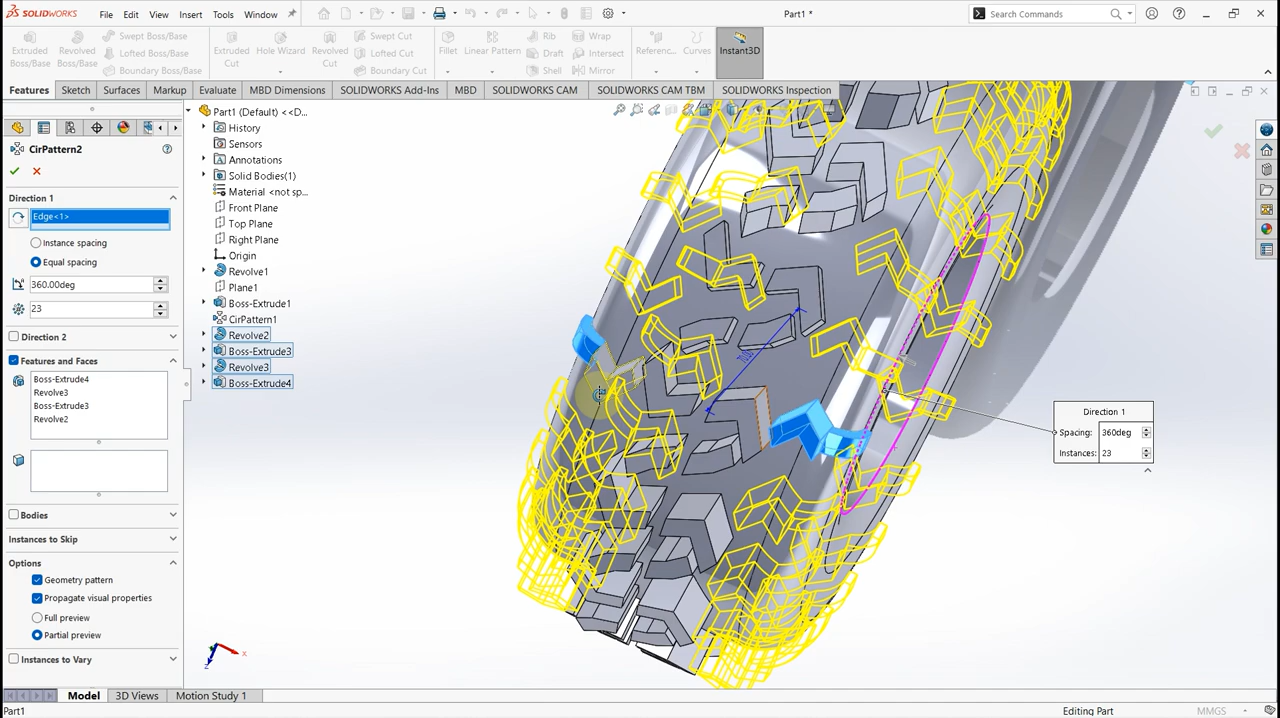 SOLIDWORKS File Edit View Insert Tools Window Part1 * Search Commands
Extruded Boss/Base Revolved Boss/Base Swept Boss/Base Lofted Boss/Base Boundary Boss/Base Extruded Cut Hole Wizard Revolved Cut Swept Cut Lofted Cut Boundary Cut Fillet Linear Pattern Rib Draft Shell Wrap Intersect Mirror Referenc... Curves Instant3D
Features Sketch Surfaces Markup Evaluate MBD Dimensions SOLIDWORKS Add-Ins MBD SOLIDWORKS CAM SOLIDWORKS CAM TBM SOLIDWORKS Inspection
CirPattern2
Direction 1
Edge<1>
Instance spacing
Equal spacing
360.00deg
23
Direction 2
Features and Faces
Boss-Extrude4
Revolve3
Boss-Extrude3
Revolve2
Bodies
Instances to Skip
Options
Geometry pattern
Propagate visual properties
Full preview
Partial preview
Instances to Vary
Part1 (Default) <<D...
History
Sensors
Annotations
Solid Bodies(1)
Material <not sp...
Front Plane
Top Plane
Right Plane
Origin
Revolve1
Plane1
Boss-Extrude1
CirPattern1
Revolve2
Boss-Extrude3
Revolve3
Boss-Extrude4
Direction 1
Spacing: 360deg
Instances: 23
x
z
Model 3D Views Motion Study 1
Part1 Editing Part MMGS